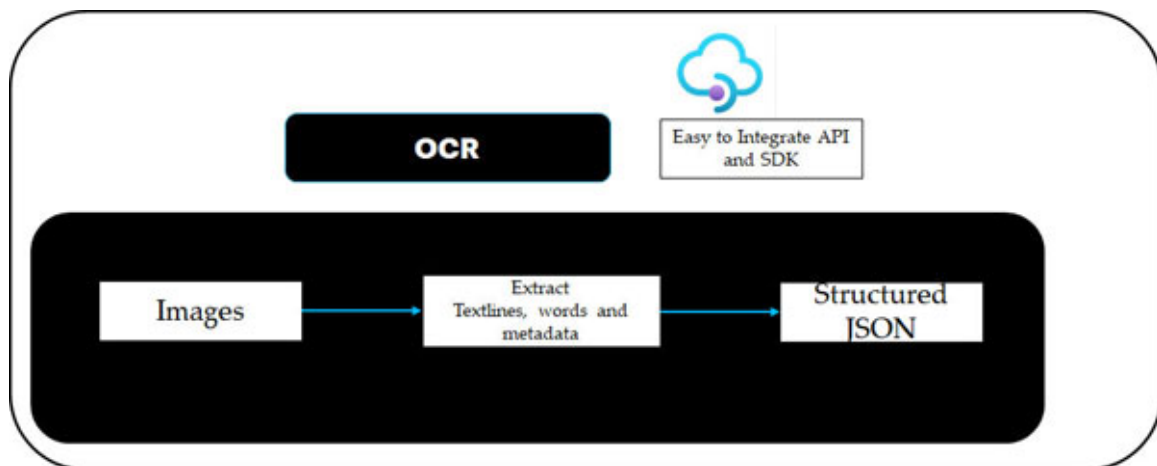 OCR
Easy to Integrate API
and SDK
Images
Extract
Textlines, words and
metadata
Structured
JSON